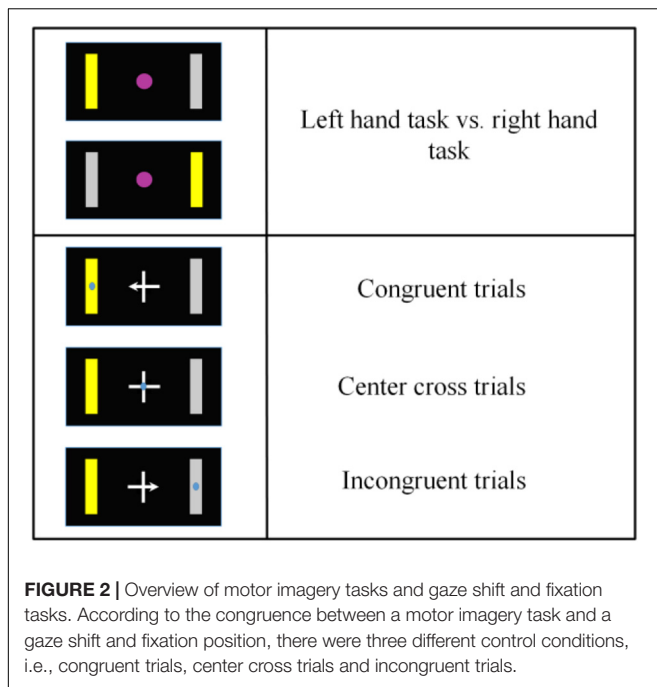 Left hand task vs. right hand
task
Congruent trials
Center cross trials
Incongruent trials
FIGURE 2 | Overview of motor imagery tasks and gaze shift and fixation
tasks. According to the congruence between a motor imagery task and a
gaze shift and fixation position, there were three different control conditions,
i.e., congruent trials, center cross trials and incongruent trials.